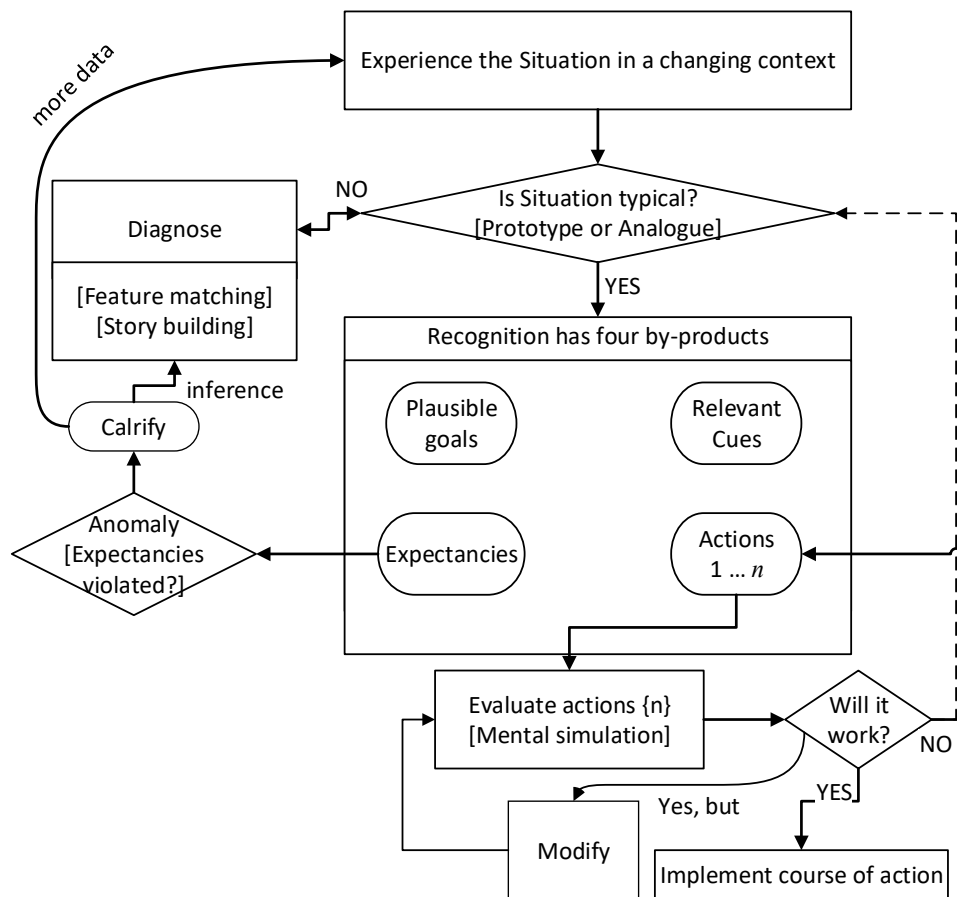 Experience the Situation in a changing context
more data
NO
Is Situation typical?
[Prototype or Analogue]
Diagnose
[Feature matching]
[Story building]
YES
Recognition has four by-products
inference
Plausible
goals
Relevant
Cues
Calrify
Anomaly
[Expectancies
violated?]
Expectancies
Actions
1 ... n
Evaluate actions {n}
[Mental simulation]
Will it
work?
NO
Yes, but
YES
Modify
Implement course of action